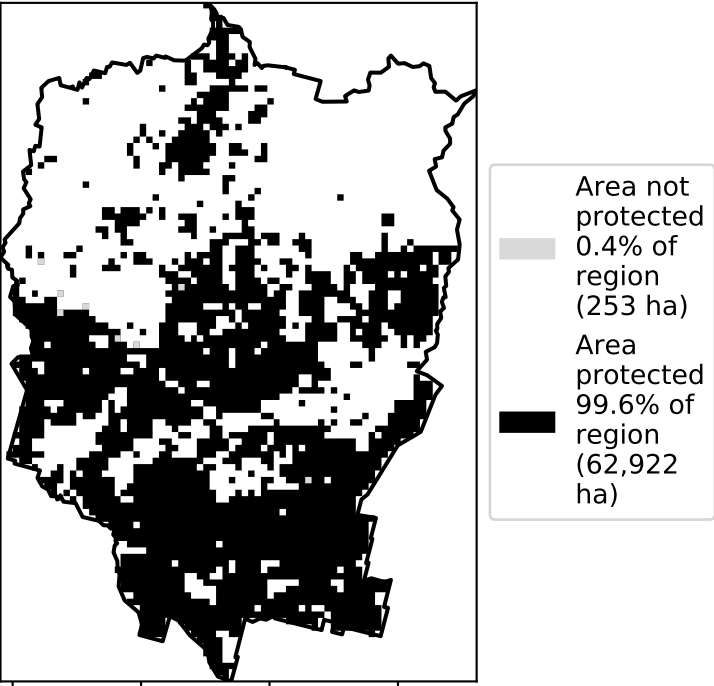 Area not
protected
0.4% of
region
(253 ha)
Area
protected
99.6% of
region
(62,922
ha)